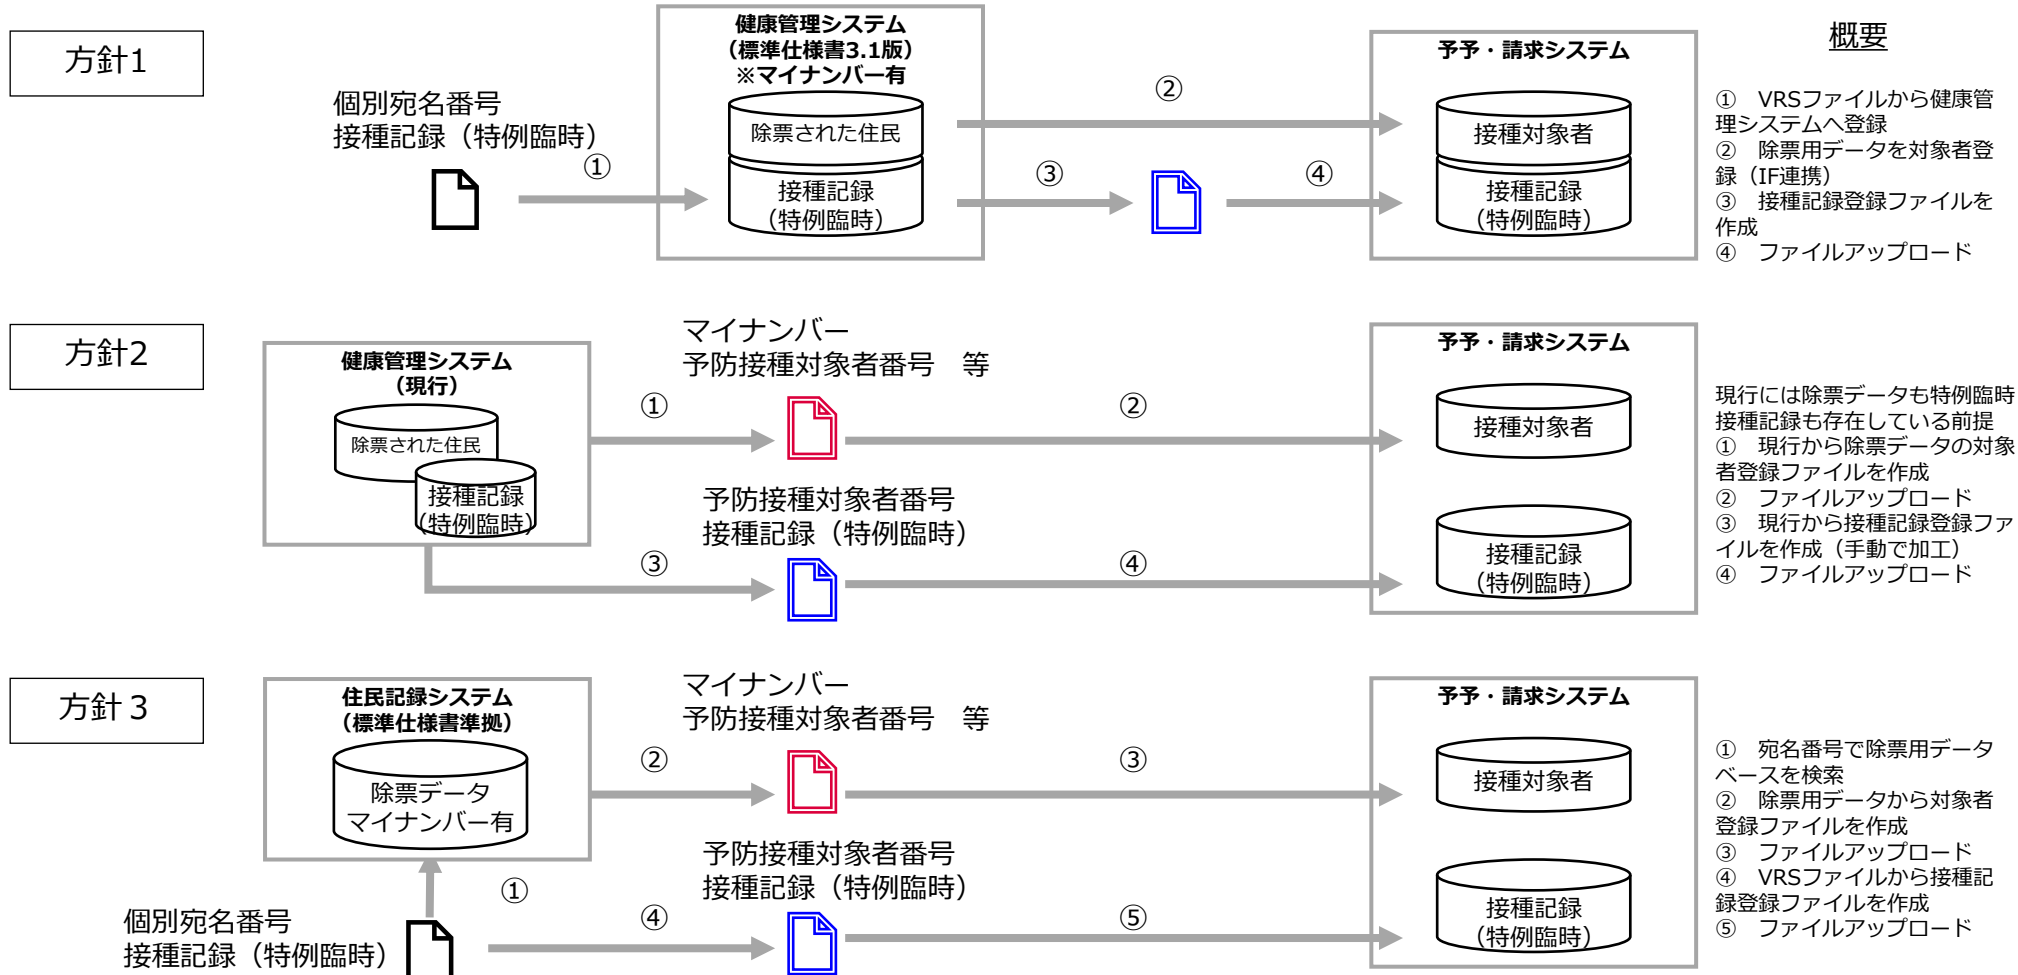 方針1
個別宛名番号
接種記録（特例臨時）
①
健康管理システム
（標準仕様書3.1版）
※マイナンバー有
除票された住民
接種記録
（特例臨時）
②
③
④
予予・請求システム
接種対象者
接種記録
（特例臨時）
概要
① VRSファイルから健康管
理システムへ登録
② 除票用データを対象者登
録（IF連携）
③ 接種記録登録ファイルを
作成
④ ファイルアップロード
方針2
健康管理システム
（現行）
除票された住民
接種記録
（特例臨時）
マイナンバー
予防接種対象者番号 等
①
②
予防接種対象者番号
接種記録（特例臨時）
③
④
予予・請求システム
接種対象者
接種記録
（特例臨時）
現行には除票データも特例臨時
接種記録も存在している前提
① 現行から除票データの対象
者登録ファイルを作成
② ファイルアップロード
③ 現行から接種記録登録ファ
イルを作成（手動で加工）
④ ファイルアップロード
方針３
住民記録システム
（標準仕様書準拠）
除票データ
マイナンバー有
マイナンバー
予防接種対象者番号 等
②
③
予防接種対象者番号
接種記録（特例臨時）
①
④
⑤
個別宛名番号
接種記録（特例臨時）
予予・請求システム
接種対象者
接種記録
（特例臨時）
① 宛名番号で除票用データ
ベースを検索
② 除票用データから対象者
登録ファイルを作成
③ ファイルアップロード
④ VRSファイルから接種記
録登録ファイルを作成
⑤ ファイルアップロード